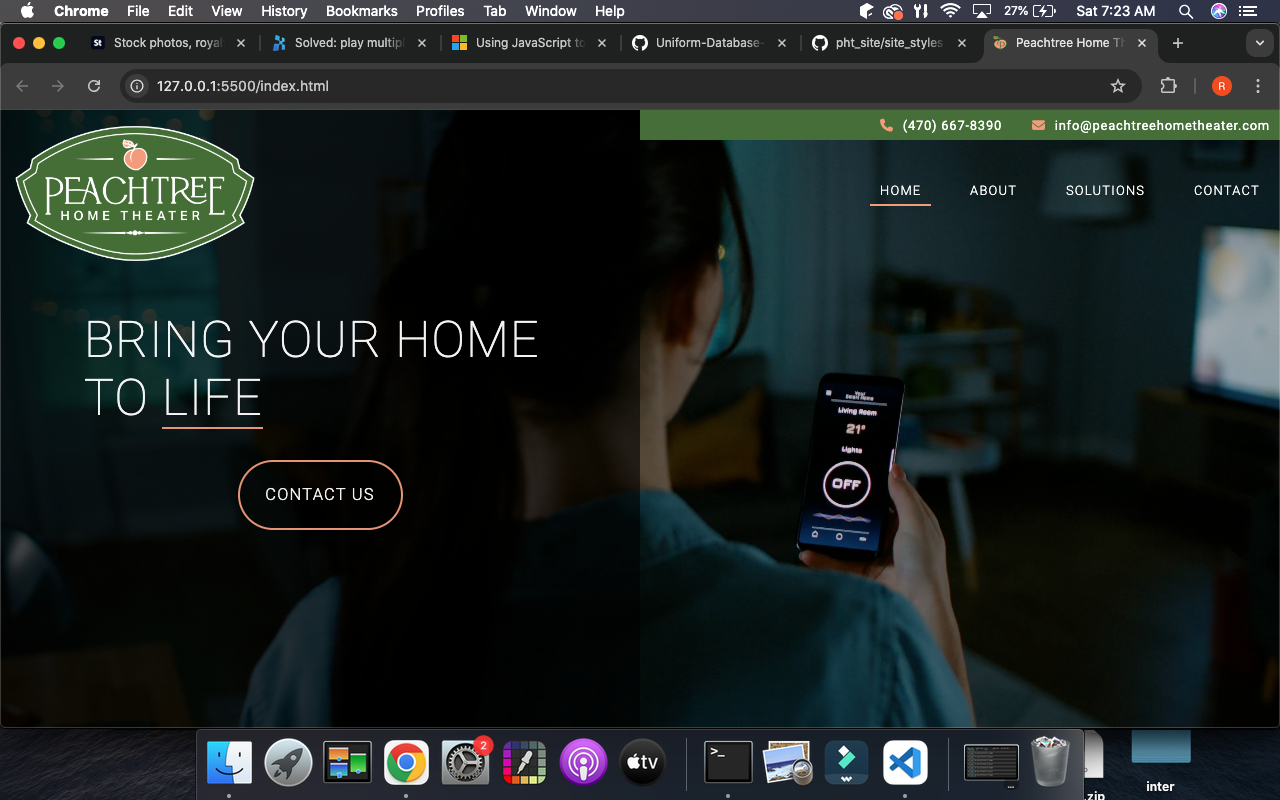 Chrome File Edit View History Bookmarks Profiles Tab Window Help 27% Sat 7:23 AM
St Stock photos, royal Solved: play multip Using JavaScript to Uniform-Database- pht_site/site_styles Peachtree Home Th
127.0.0.1:5500/index.html R
(470) 667-8390 info@peachtreehometheater.com
PEACHTREE
HOME THEATER
HOME ABOUT SOLUTIONS CONTACT
BRING YOUR HOME
TO LIFE
CONTACT US
Your
Smart Home
Living Room
21°
Lights
OFF
2
tv
>_
.zip
inter